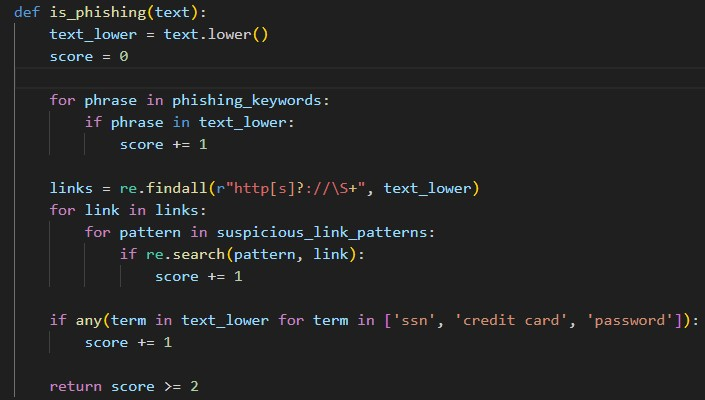 def is_phishing(text):
    text_lower = text.lower()
    score = 0

    for phrase in phishing_keywords:
        if phrase in text_lower:
            score += 1

    links = re.findall(r"http[s]?://\S+", text_lower)
    for link in links:
        for pattern in suspicious_link_patterns:
            if re.search(pattern, link):
                score += 1

    if any(term in text_lower for term in ['ssn', 'credit card', 'password']):
        score += 1

    return score >= 2